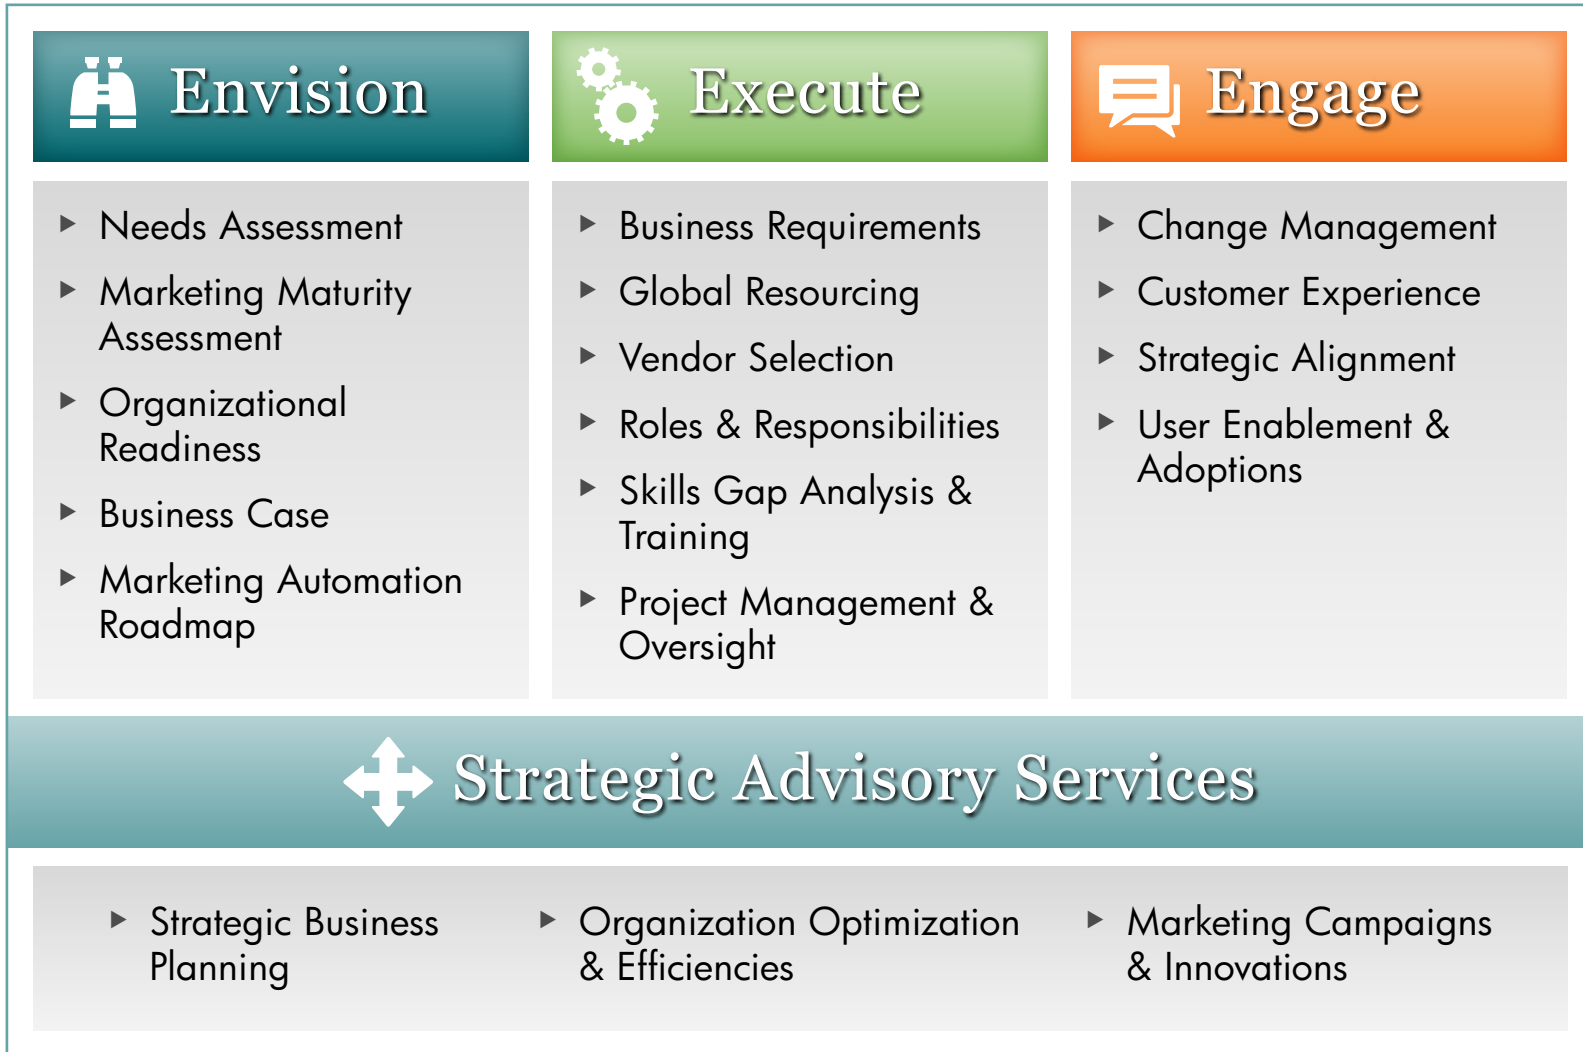 Envision
Needs Assessment
Marketing Maturity
Assessment
Organizational
Readiness
Business Case
Marketing Automation
Roadmap
Execute
Business Requirements
Global Resourcing
Vendor Selection
Roles & Responsibilities
Skills Gap Analysis &
Training
Project Management &
Oversight
Engage
Change Management
Customer Experience
Strategic Alignment
User Enablement &
Adoptions
Strategic Advisory Services
Strategic Business
Planning
Organization Optimization
& Efficiencies
Marketing Campaigns
& Innovations